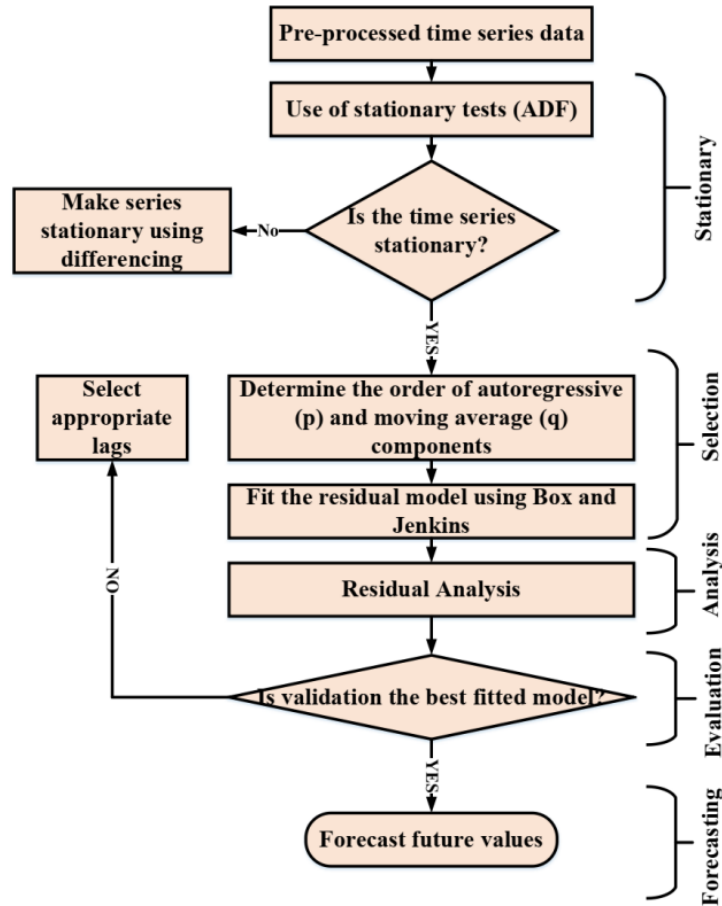 Pre-processed time series data
Use of stationary tests (ADF)
Is the time series
stationary?
No
Make series
stationary using
differencing
Stationary
YES
Select
appropriate
lags
Determine the order of autoregressive
(p) and moving average (q)
components
Selection
Fit the residual model using Box and
Jenkins
Residual Analysis
Analysis
NO
Is validation the best fitted model?
Evaluation
YES
Forecast future values
Forecasting